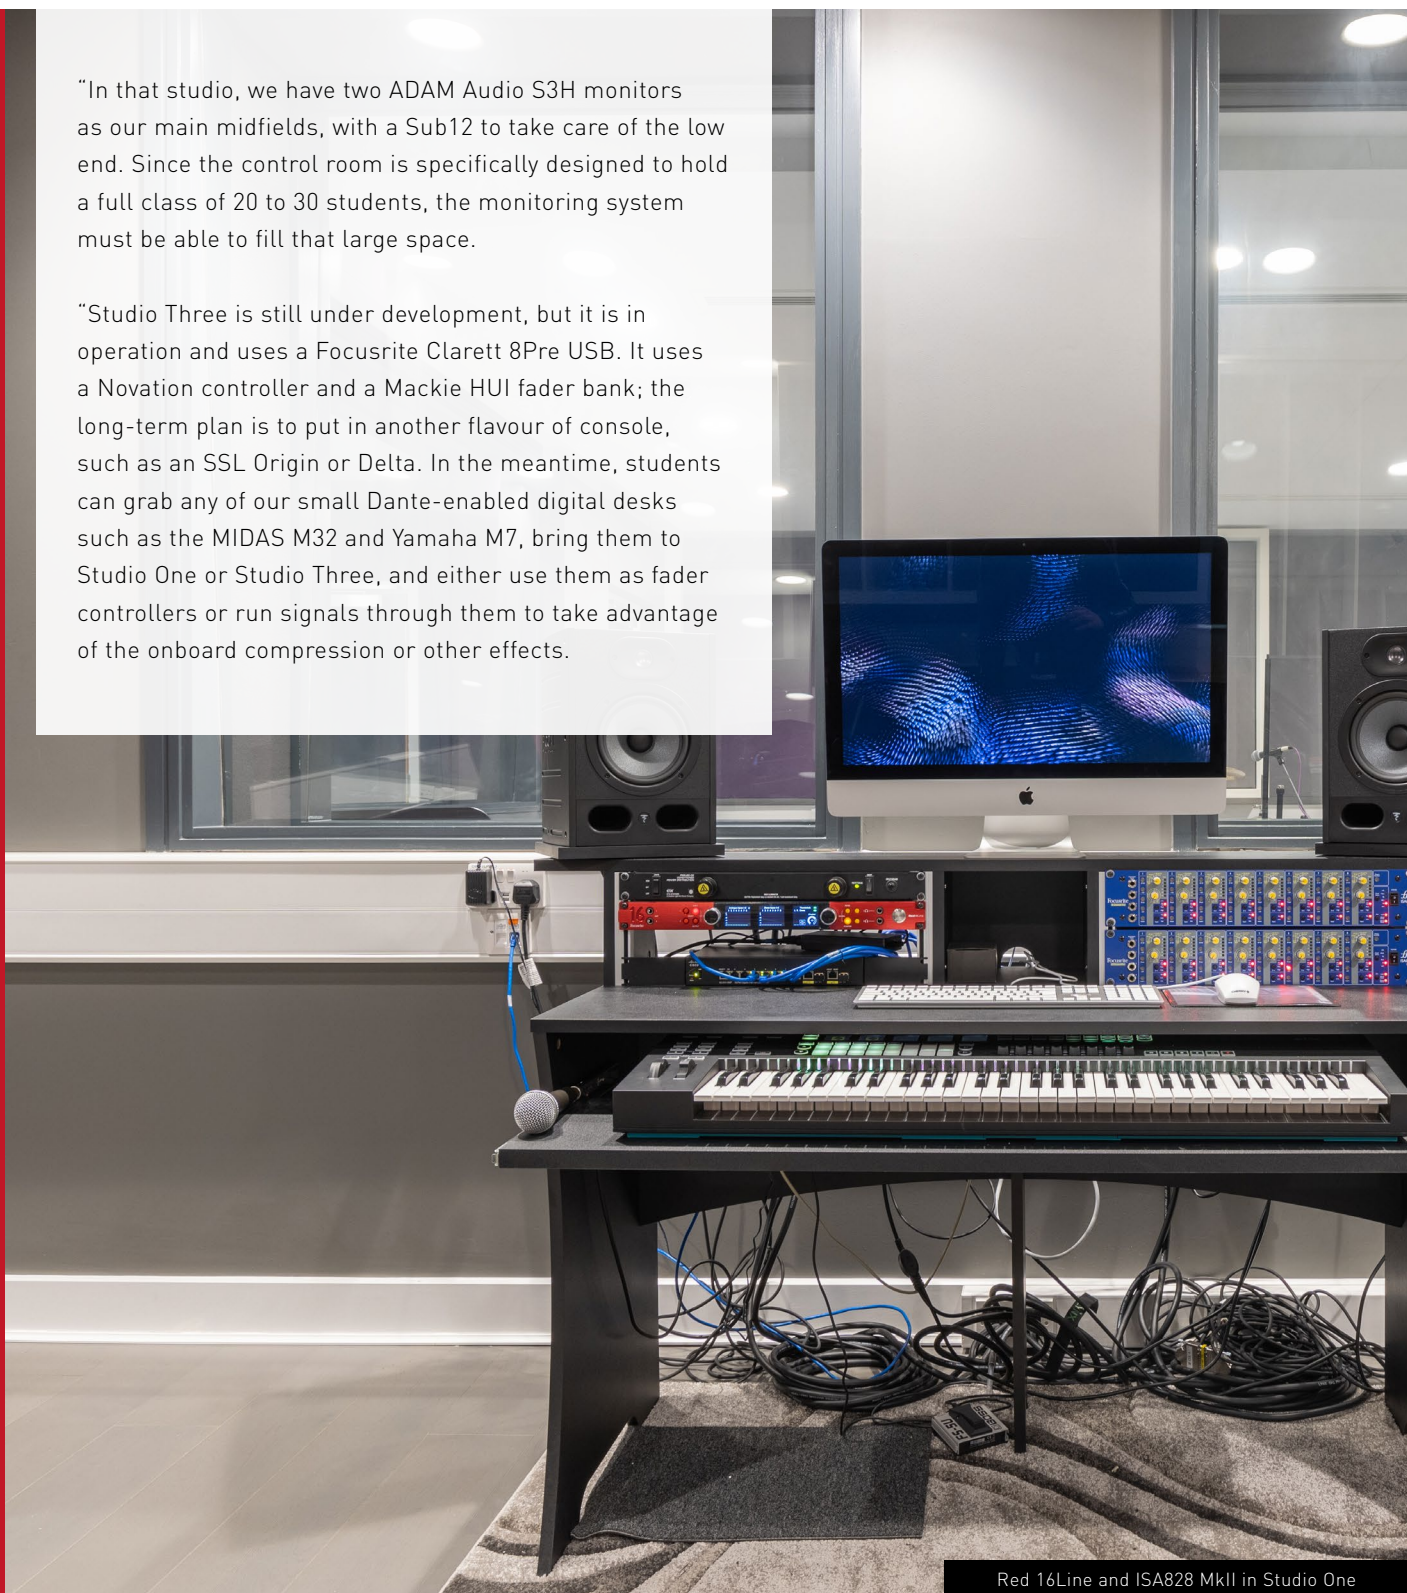 “In that studio, we have two ADAM Audio S3H monitors
as our main midfields, with a Sub12 to take care of the low
end. Since the control room is specifically designed to hold
a full class of 20 to 30 students, the monitoring system
must be able to fill that large space.
“Studio Three is still under development, but it is in
operation and uses a Focusrite Clarett 8Pre USB. It uses
a Novation controller and a Mackie HUI fader bank; the
long-term plan is to put in another flavour of console,
such as an SSL Origin or Delta. In the meantime, students
can grab any of our small Dante-enabled digital desks
such as the MIDAS M32 and Yamaha M7, bring them to
Studio One or Studio Three, and either use them as fader
controllers or run signals through them to take advantage
of the onboard compression or other effects.
16
Focusrite
Focusrite
FS-5U
Red 16Line and ISA828 MkII in Studio One